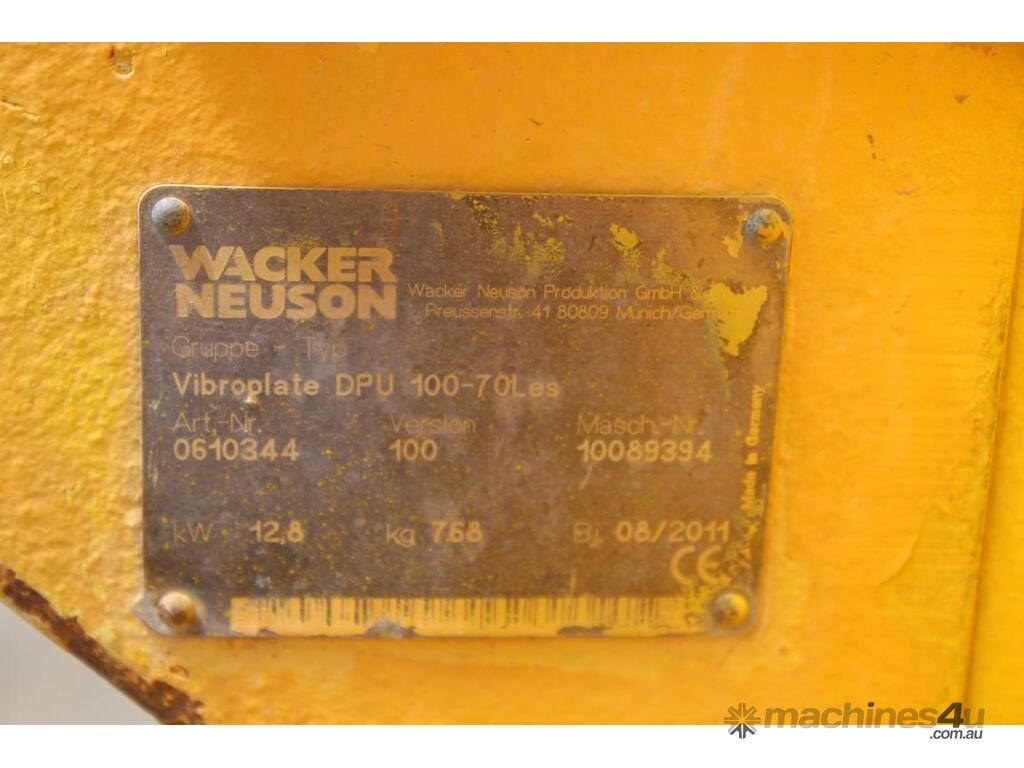 WACKER
NEUSON
Wacker Neuson Produktion GmbH &
Preussenstr. 41 80809 Munich/German
Gruppe - Typ
Vibroplate DPU 100-70Les
Art.-Nr. Version Masch.-Nr.
0610344 100 10089394
kW 12,8 kg 768 Bj. 08/2011
Made in Germany
CE
machines4u
.com.au